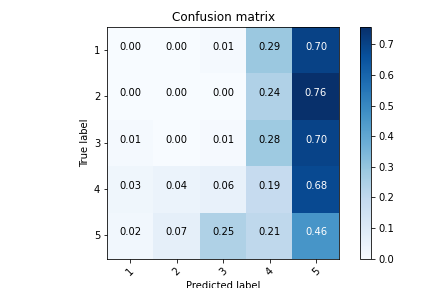 Confusion matrix
1 0.00 0.00 0.01 0.29 0.70
2 0.00 0.00 0.00 0.24 0.76
3 0.01 0.00 0.01 0.28 0.70
4 0.03 0.04 0.06 0.19 0.68
5 0.02 0.07 0.25 0.21 0.46
1 2 3 4 5
True label
Predicted label
0.7
0.6
0.5
0.4
0.3
0.2
0.1
0.0